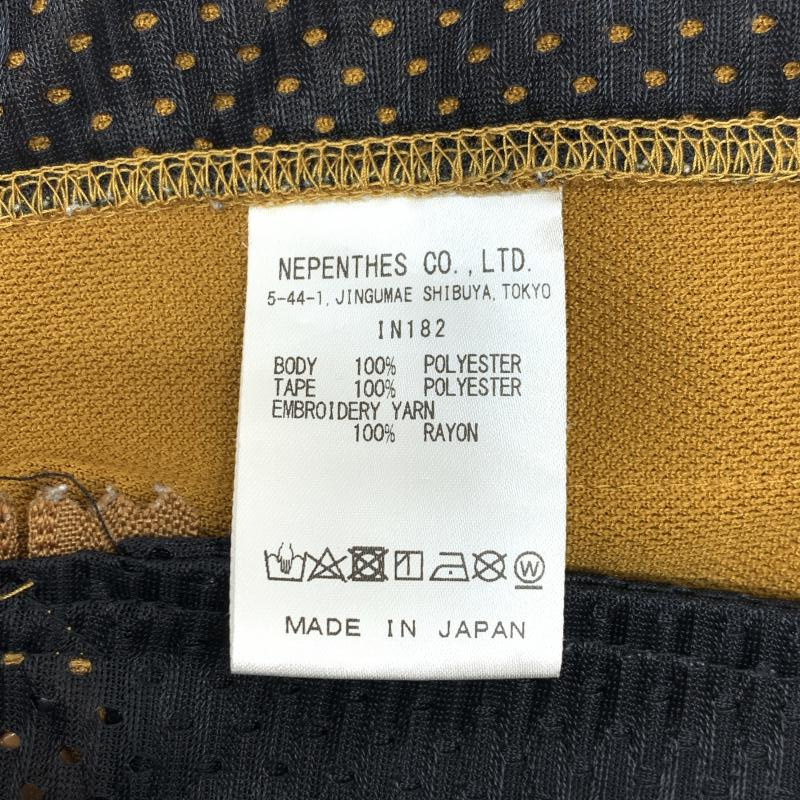 NEPENTHES CO.,LTD.
5-44-1, JINGUMAE SHIBUYA, TOKYO
IN182
BODY 100% POLYESTER
TAPE 100% POLYESTER
EMBROIDERY YARN
100% RAYON
W
MADE IN JAPAN